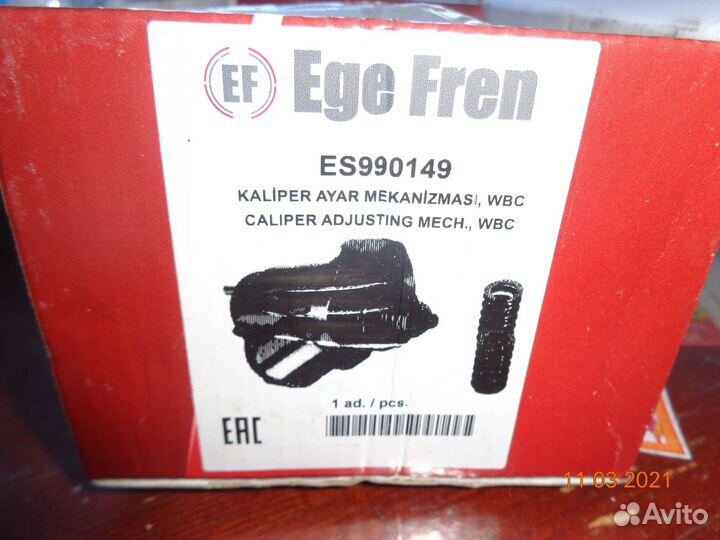 EF Ege Fren
ES990149
KALİPER AYAR MEKANİZMASI, WBC
CALIPER ADJUSTING MECH., WBC
1 ad. / pcs.
EAC
11 03 2021
Avito